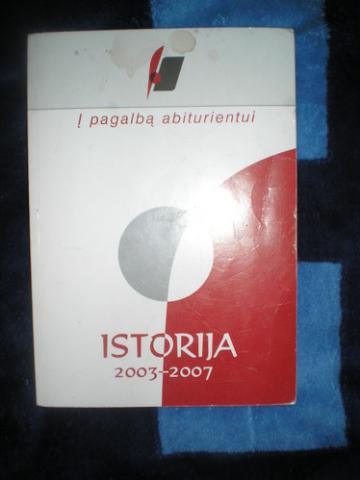 Į pagalbą abiturientui
ISTORIJA
2003–2007